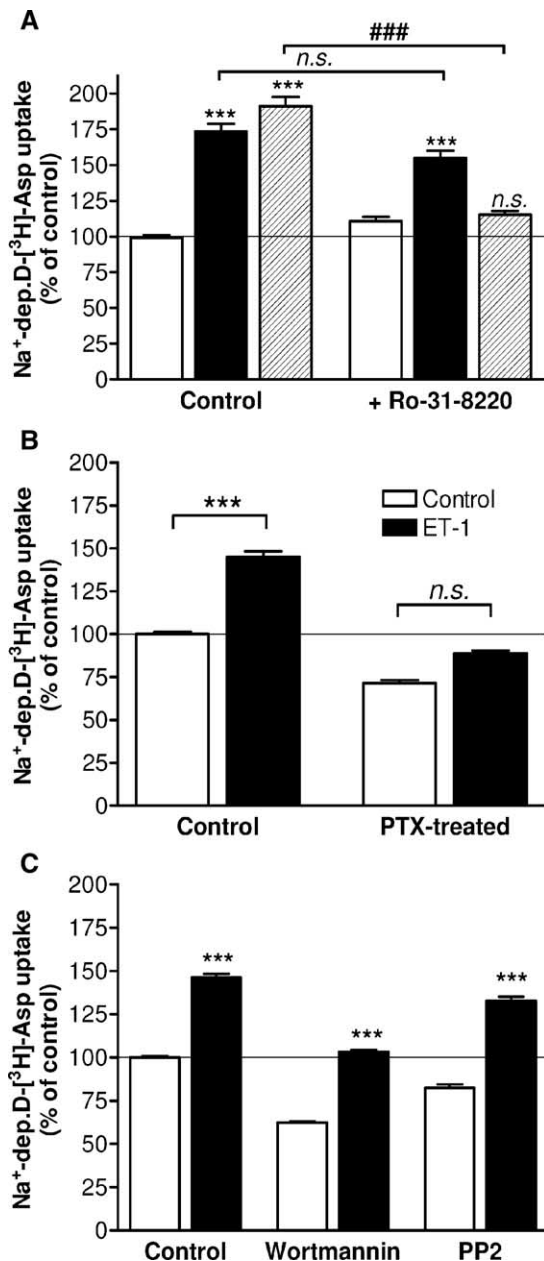 A
###
n.s.
200
175
150
125
100
75
50
25
0
***
***
***
n.s.
Na⁺-dep.D-[³H]-Asp uptake
(% of control)
Control
+ Ro-31-8220
B
200
175
150
125
100
75
50
25
0
***
n.s.
Control
ET-1
Na⁺-dep.D-[³H]-Asp uptake
(% of control)
Control
PTX-treated
C
200
175
150
125
100
75
50
25
0
***
***
***
Na⁺-dep.D-[³H]-Asp uptake
(% of control)
Control
Wortmannin
PP2